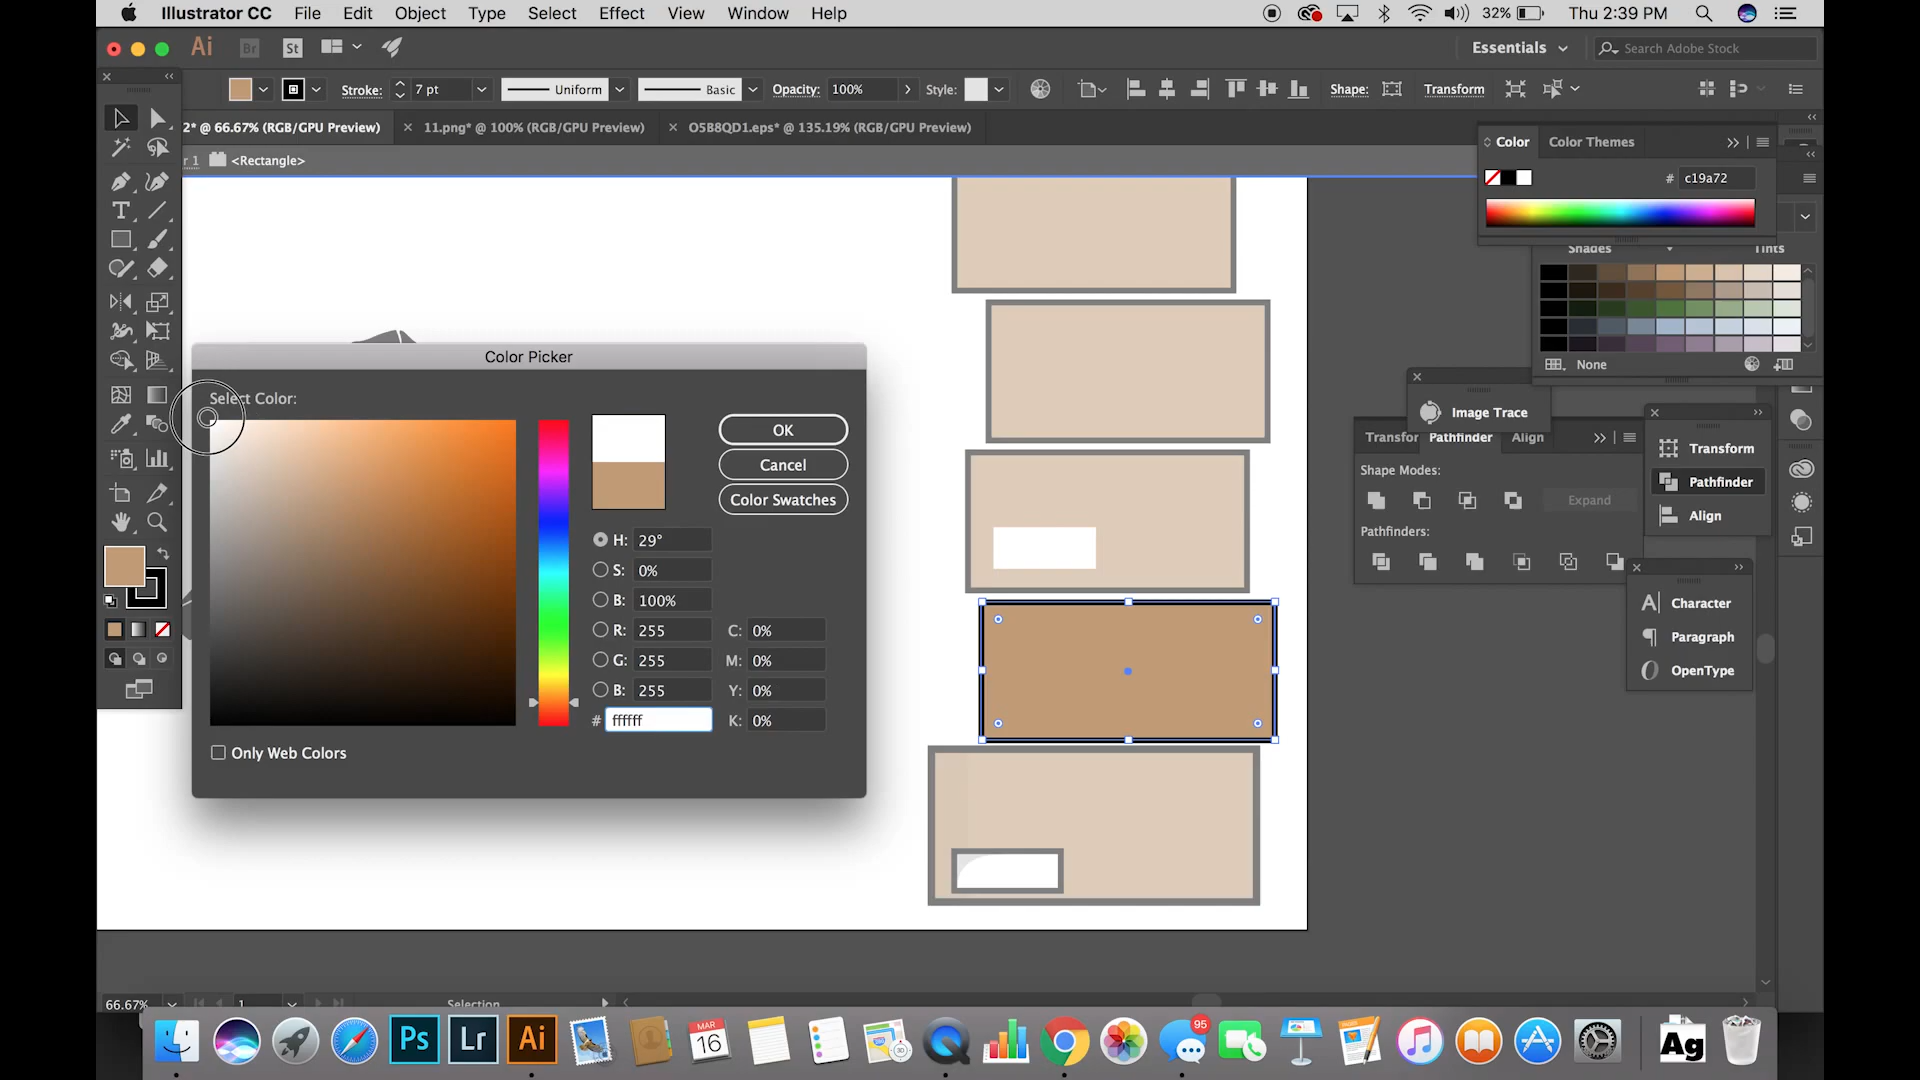 Illustrator CC File Edit Object Type Select Effect View Window Help 32% Thu 2:39 PM
Ai Br St Essentials Search Adobe Stock
Stroke: 7 pt Uniform Basic Opacity: 100% Style: Shape: Transform
2* @ 66.67% (RGB/GPU Preview) 11.png* @ 100% (RGB/GPU Preview) O5B8QD1.eps* @ 135.19% (RGB/GPU Preview)
r 1 <Rectangle>
Color Color Themes
# c19a72
Shades Tints
None
Image Trace
Transfor Pathfinder Align
Shape Modes:
Expand
Pathfinders:
Transform
Pathfinder
Align
Character
Paragraph
OpenType
Color Picker
Select Color:
OK
Cancel
Color Swatches
H: 29°
S: 0%
B: 100%
R: 255 C: 0%
G: 255 M: 0%
B: 255 Y: 0%
# ffffff K: 0%
Only Web Colors
66.67% 1 Selection
Ps Lr Ai MAR 16 95 Ag